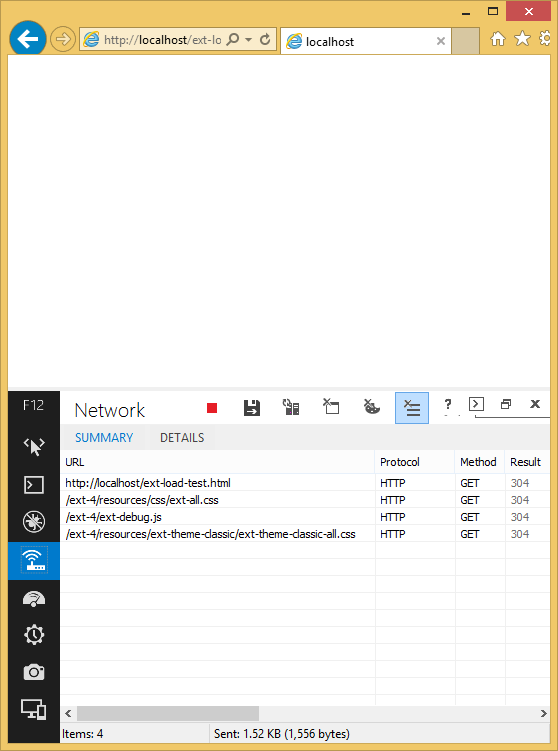 http://localhost/ext-lo
localhost
F12
Network
SUMMARY DETAILS
URL Protocol Method Result
http://localhost/ext-load-test.html HTTP GET 304
/ext-4/resources/css/ext-all.css HTTP GET 304
/ext-4/ext-debug.js HTTP GET 304
/ext-4/resources/ext-theme-classic/ext-theme-classic-all.css HTTP GET 304
Items: 4 Sent: 1.52 KB (1,556 bytes)